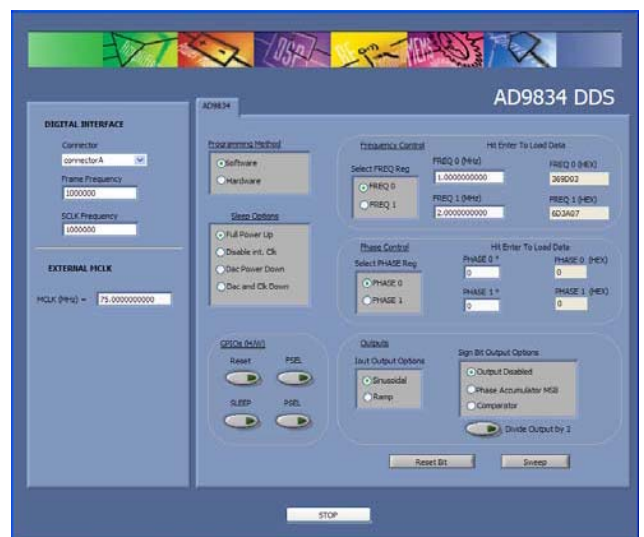 AD9834 DDS
DIGITAL INTERFACE
Connector
connectorA
Frame Frequency
1000000
SCLK Frequency
1000000
EXTERNAL MCLK
MCLK (MHz) = 75.0000000000
AD9834
Programming Method
Software
Hardware
Sleep Options
Full Power Up
Disable int. Clk
Dac Power Down
Dac and Clk Down
GPIOs (H/W)
Reset PSEL
SLEEP
Frequency Control Hit Enter To Load Data
Select FREQ Reg
FREQ 0
FREQ 1
FREQ 0 (MHz) FREQ 0 (HEX)
1.0000000000 369D03
FREQ 1 (MHz) FREQ 1 (HEX)
2.0000000000 6D3A07
Phase Control Hit Enter To Load Data
Select PHASE Reg
PHASE 0
PHASE 1
PHASE 0 ° PHASE 0 (HEX)
0 0
PHASE 1 ° PHASE 1 (HEX)
0 0
Outputs
Iout Output Options
Sinusoidal
Ramp
Sign Bit Output Options
Output Disabled
Phase Accumulator MSB
Comparator
Divide Output by 2
Reset Bit Sweep
STOP